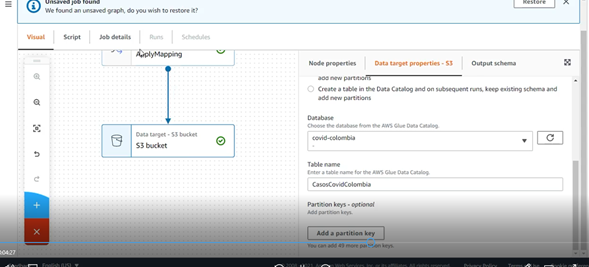 Unsaved job found
We found an unsaved graph, do you wish to restore it?
Restore
Visual
Script
Job details
Runs
Schedules
ApplyMapping
Data target - S3 bucket
S3 bucket
Node properties
Data target properties - S3
Output schema
add new partitions
Create a table in the Data Catalog and on subsequent runs, keep existing schema and
add new partitions
Database
Choose the database from the AWS Glue Data Catalog.
covid-colombia
-
Table name
Enter a table name for the AWS Glue Data Catalog.
CasosCovidColombia
Partition keys - optional
Add partition keys.
Add a partition key
You can add 49 more partition keys.
English (US)
Privacy Policy